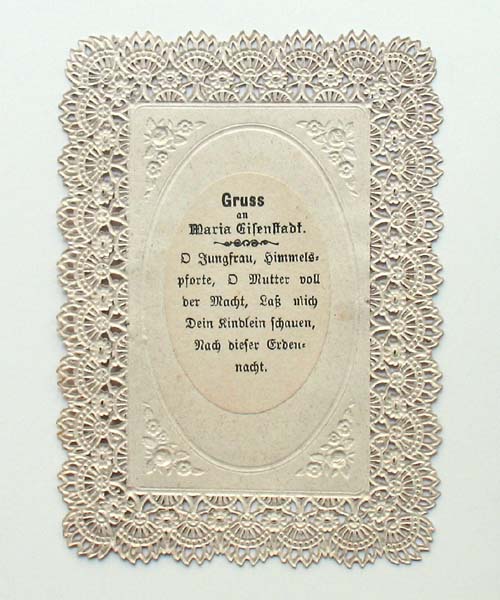 Gruss
an
Maria Eisenstadt.
O Jungfrau, Himmels-
pforte, O Mutter voll
der Macht, Laß mich
Dein Kindlein schauen,
Nach dieser Erden-
nacht.